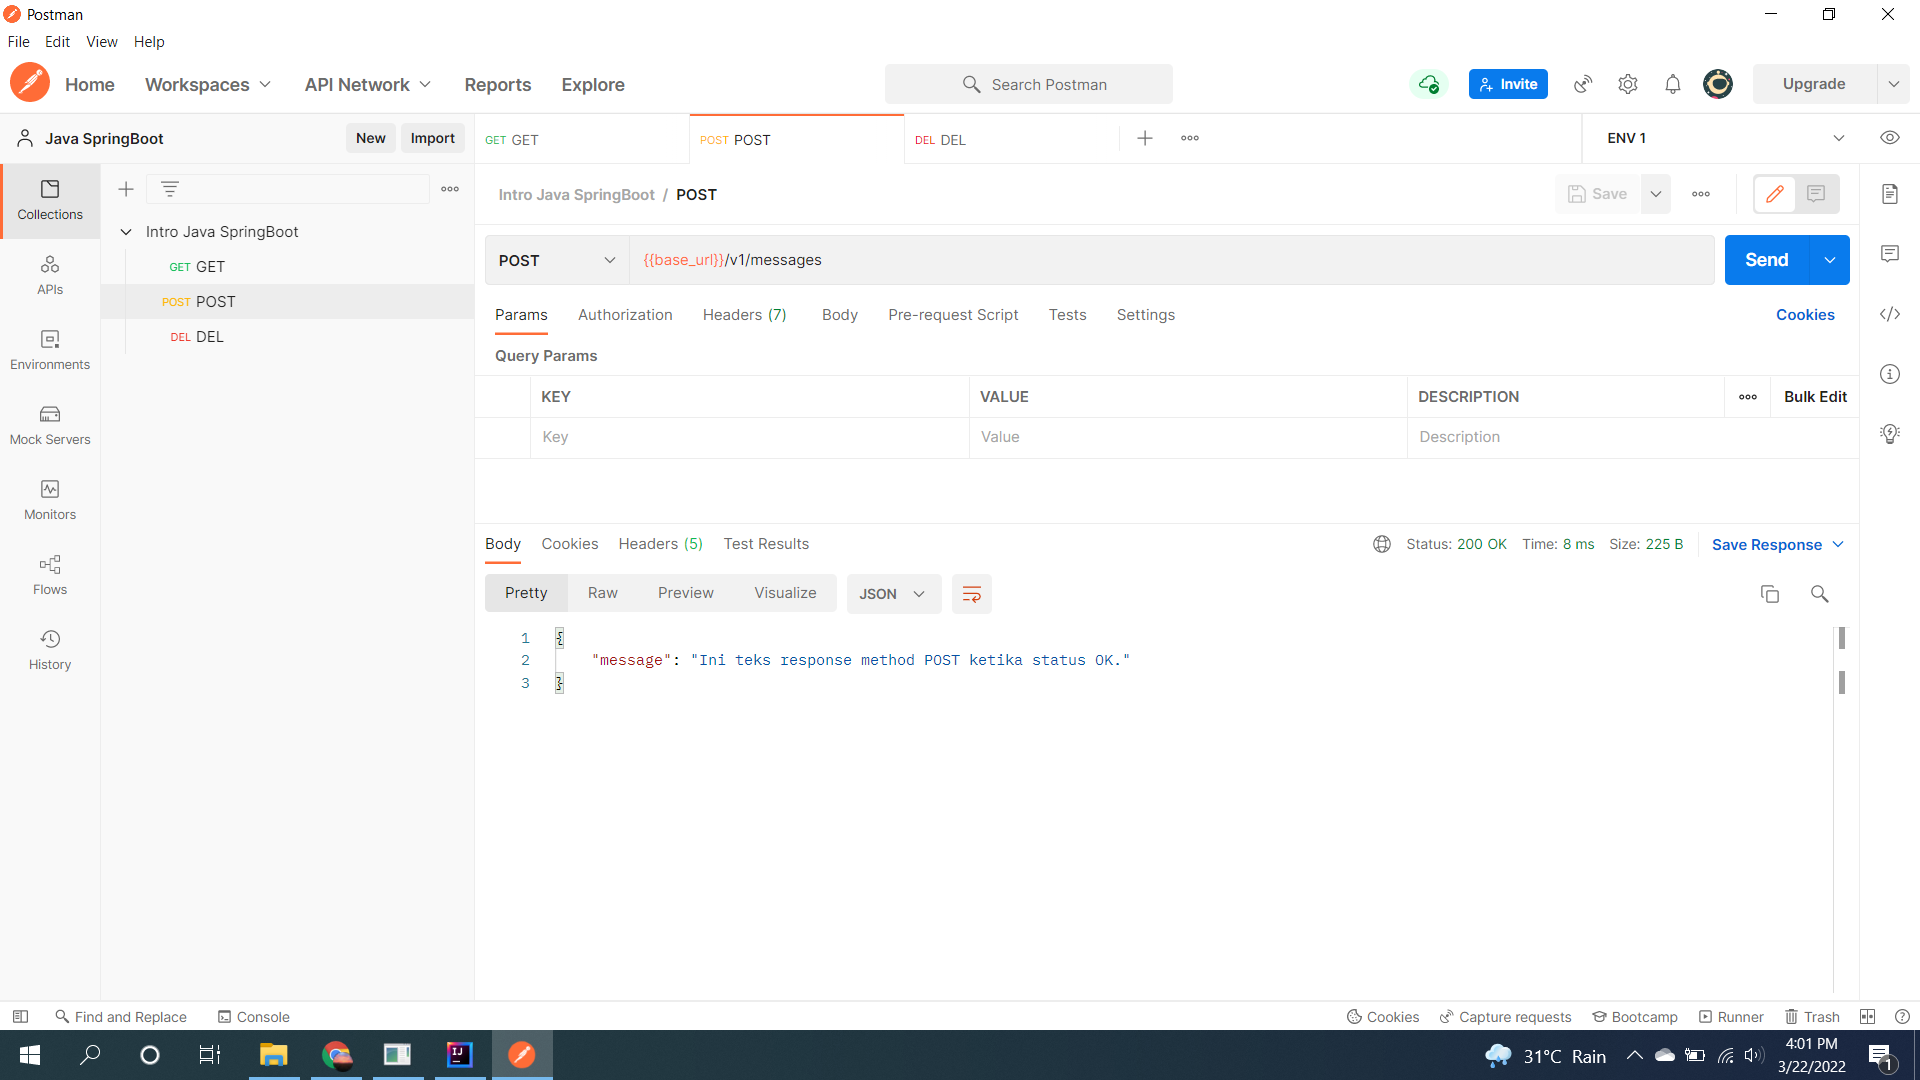 Postman
File Edit View Help
Home Workspaces API Network Reports Explore Search Postman Invite Upgrade
Java SpringBoot New Import GET GET POST POST DEL DEL ENV 1
Intro Java SpringBoot / POST Save
Collections
Intro Java SpringBoot
GET GET
POST POST
DEL DEL
APIs
Environments
Mock Servers
Monitors
Flows
History
POST {{base_url}}/v1/messages Send
Params Authorization Headers (7) Body Pre-request Script Tests Settings Cookies
Query Params
KEY VALUE DESCRIPTION Bulk Edit
Key Value Description
Body Cookies Headers (5) Test Results Status: 200 OK Time: 8 ms Size: 225 B Save Response
Pretty Raw Preview Visualize JSON
1 {
2 "message": "Ini teks response method POST ketika status OK."
3 }
Find and Replace Console Cookies Capture requests Bootcamp Runner Trash
IJ 31°C Rain 4:01 PM
3/22/2022 1